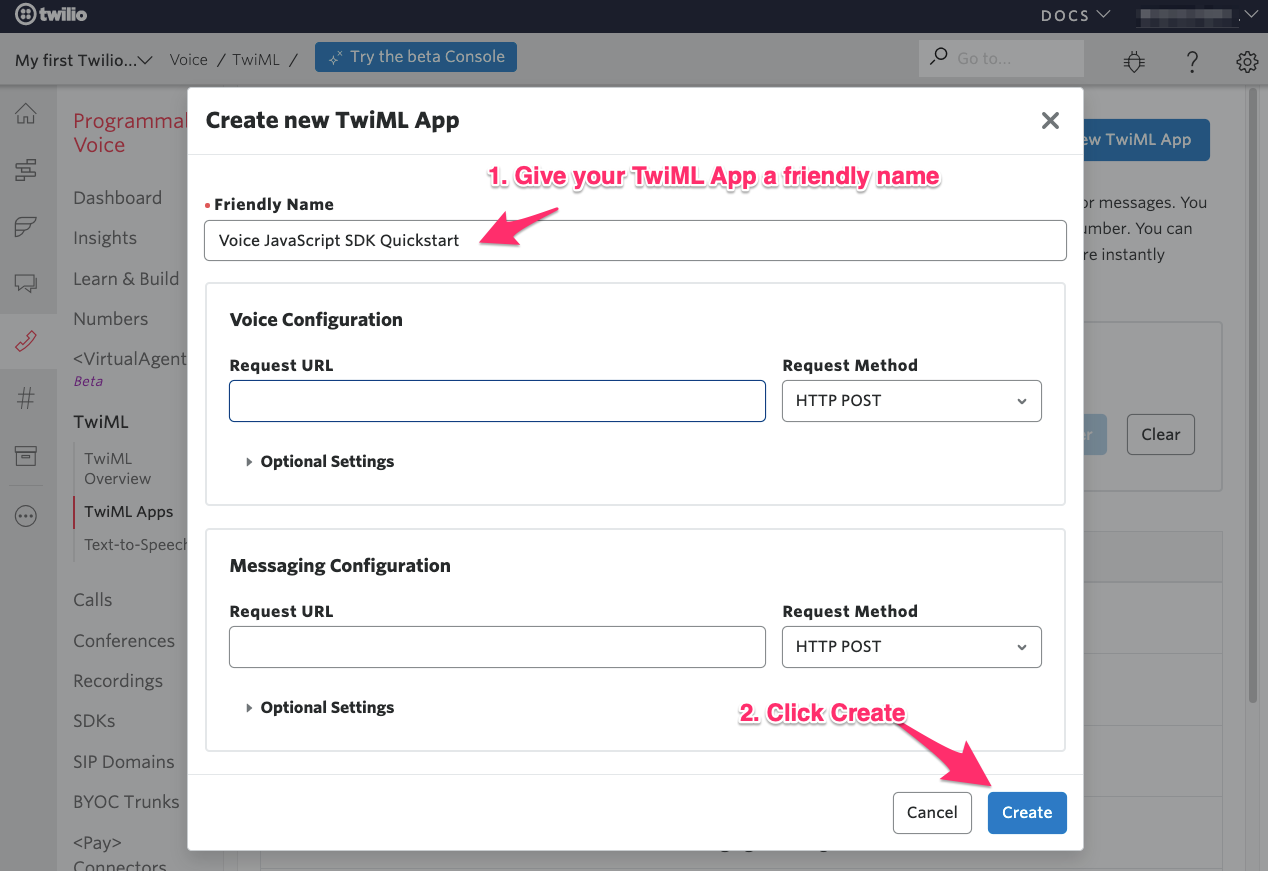 twilio
DOCS
My first Twilio...
Voice / TwiML /
Try the beta Console
Go to...
Programmal
Voice
Dashboard
Insights
Learn & Build
Numbers
<VirtualAgent
Beta
TwiML
TwiML
Overview
TwiML Apps
Text-to-Speech
Calls
Conferences
Recordings
SDKs
SIP Domains
BYOC Trunks
<Pay>
Connectors
Create new TwiML App
1. Give your TwiML App a friendly name
Friendly Name
Voice JavaScript SDK Quickstart
Voice Configuration
Request URL
Request Method
HTTP POST
Optional Settings
Messaging Configuration
Request URL
Request Method
HTTP POST
Optional Settings
2. Click Create
Cancel
Create
ew TwiML App
or messages. You
umber. You can
re instantly
Clear